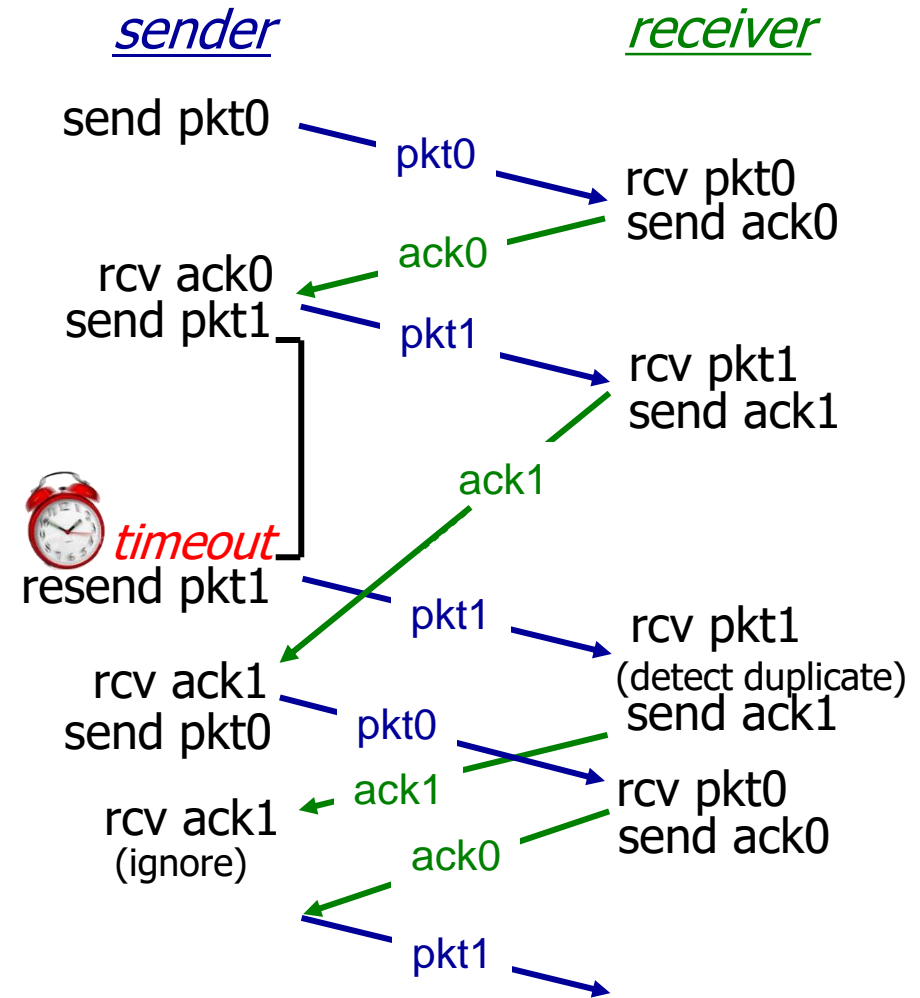 sender
receiver
send pkt0
pkt0
rcv pkt0
send ack0
ack0
rcv ack0
send pkt1
pkt1
rcv pkt1
send ack1
ack1
timeout
resend pkt1
pkt1
rcv pkt1
(detect duplicate)
send ack1
rcv ack1
send pkt0
pkt0
ack1
rcv pkt0
send ack0
rcv ack1
(ignore)
ack0
pkt1